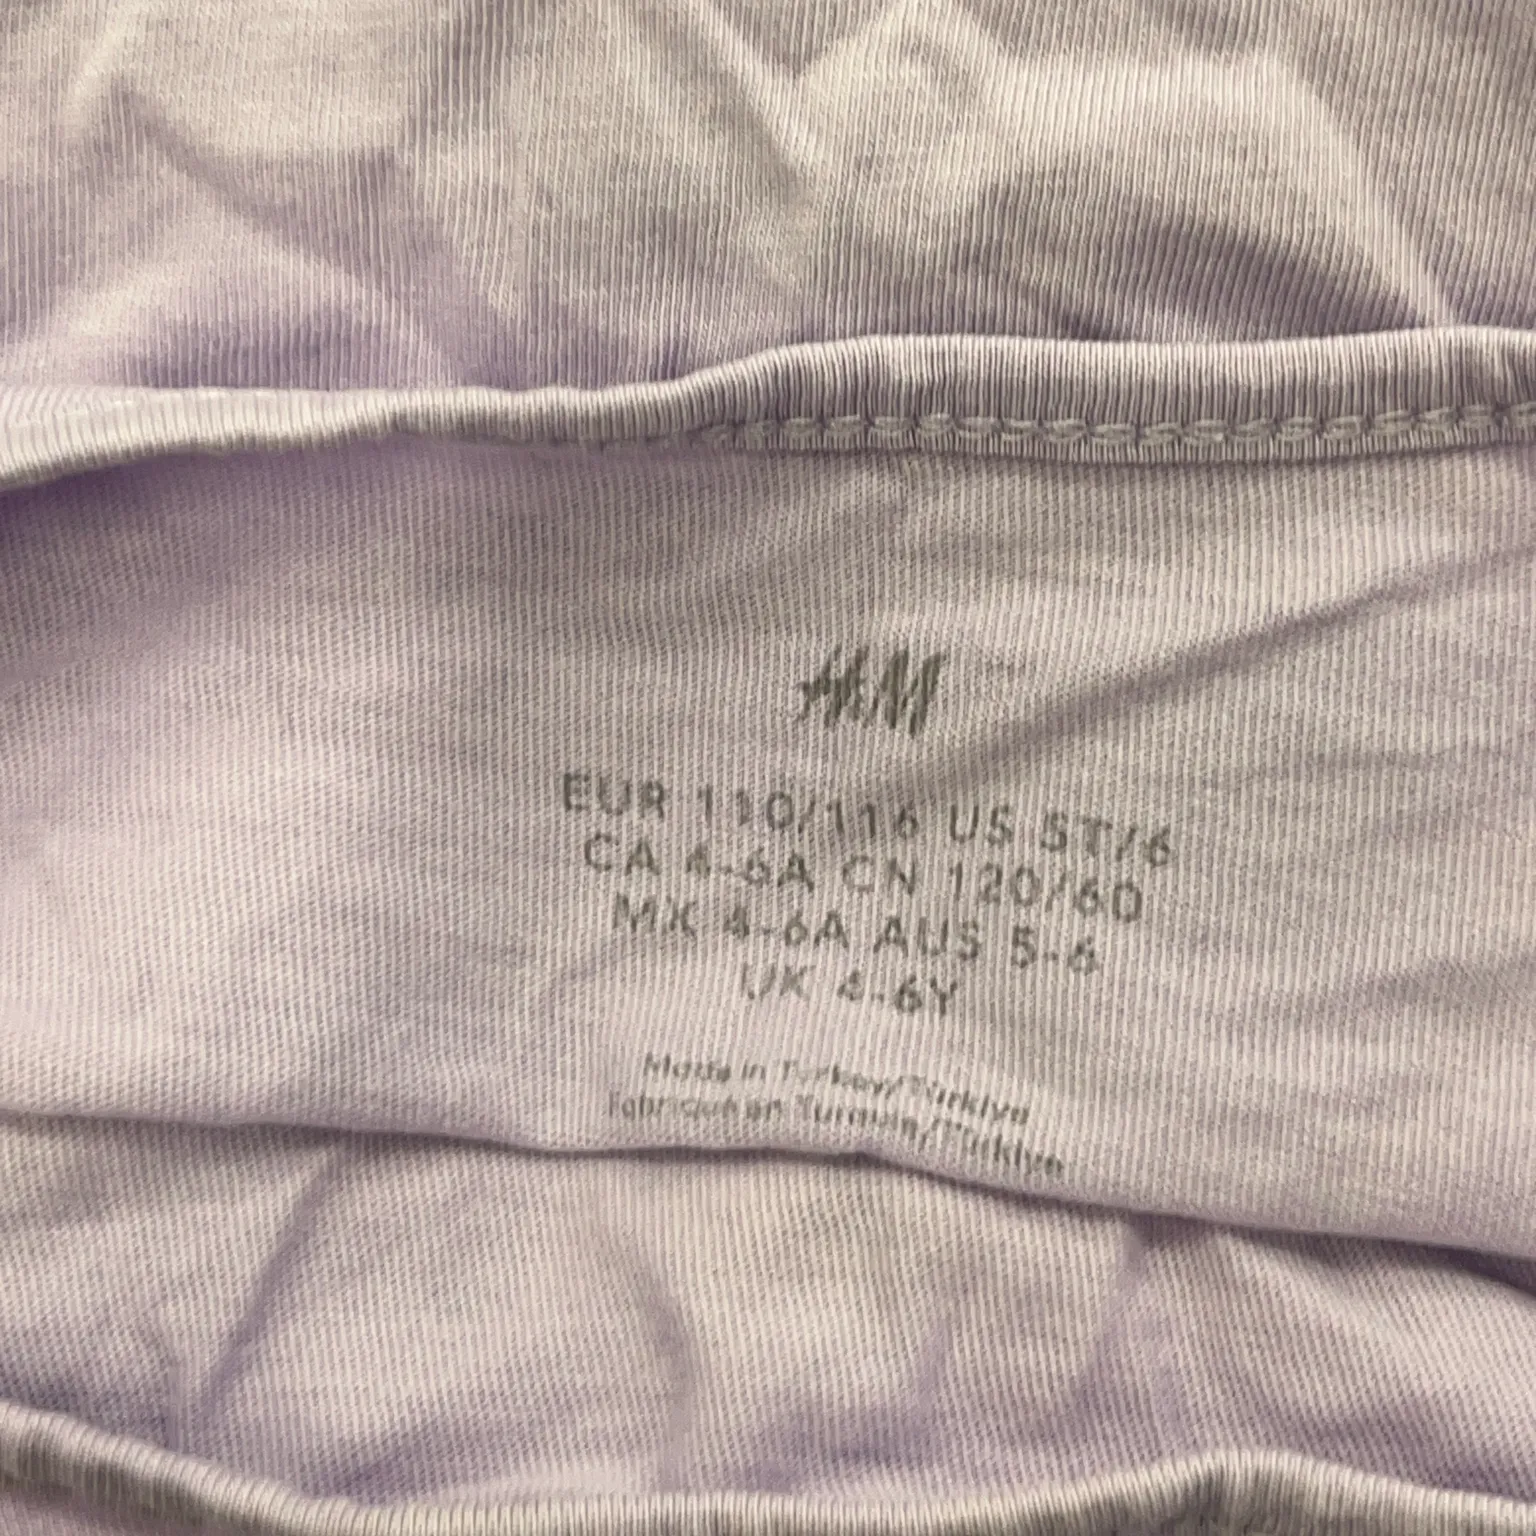 H&M
EUR 110/116 US 5T/6
CA 4-6A CN 120/60
MX 4-6A AUS 5-6
UK 4-6Y
Made in Turkey/Türkiye
Fabriqué en Turquie/Türkiye